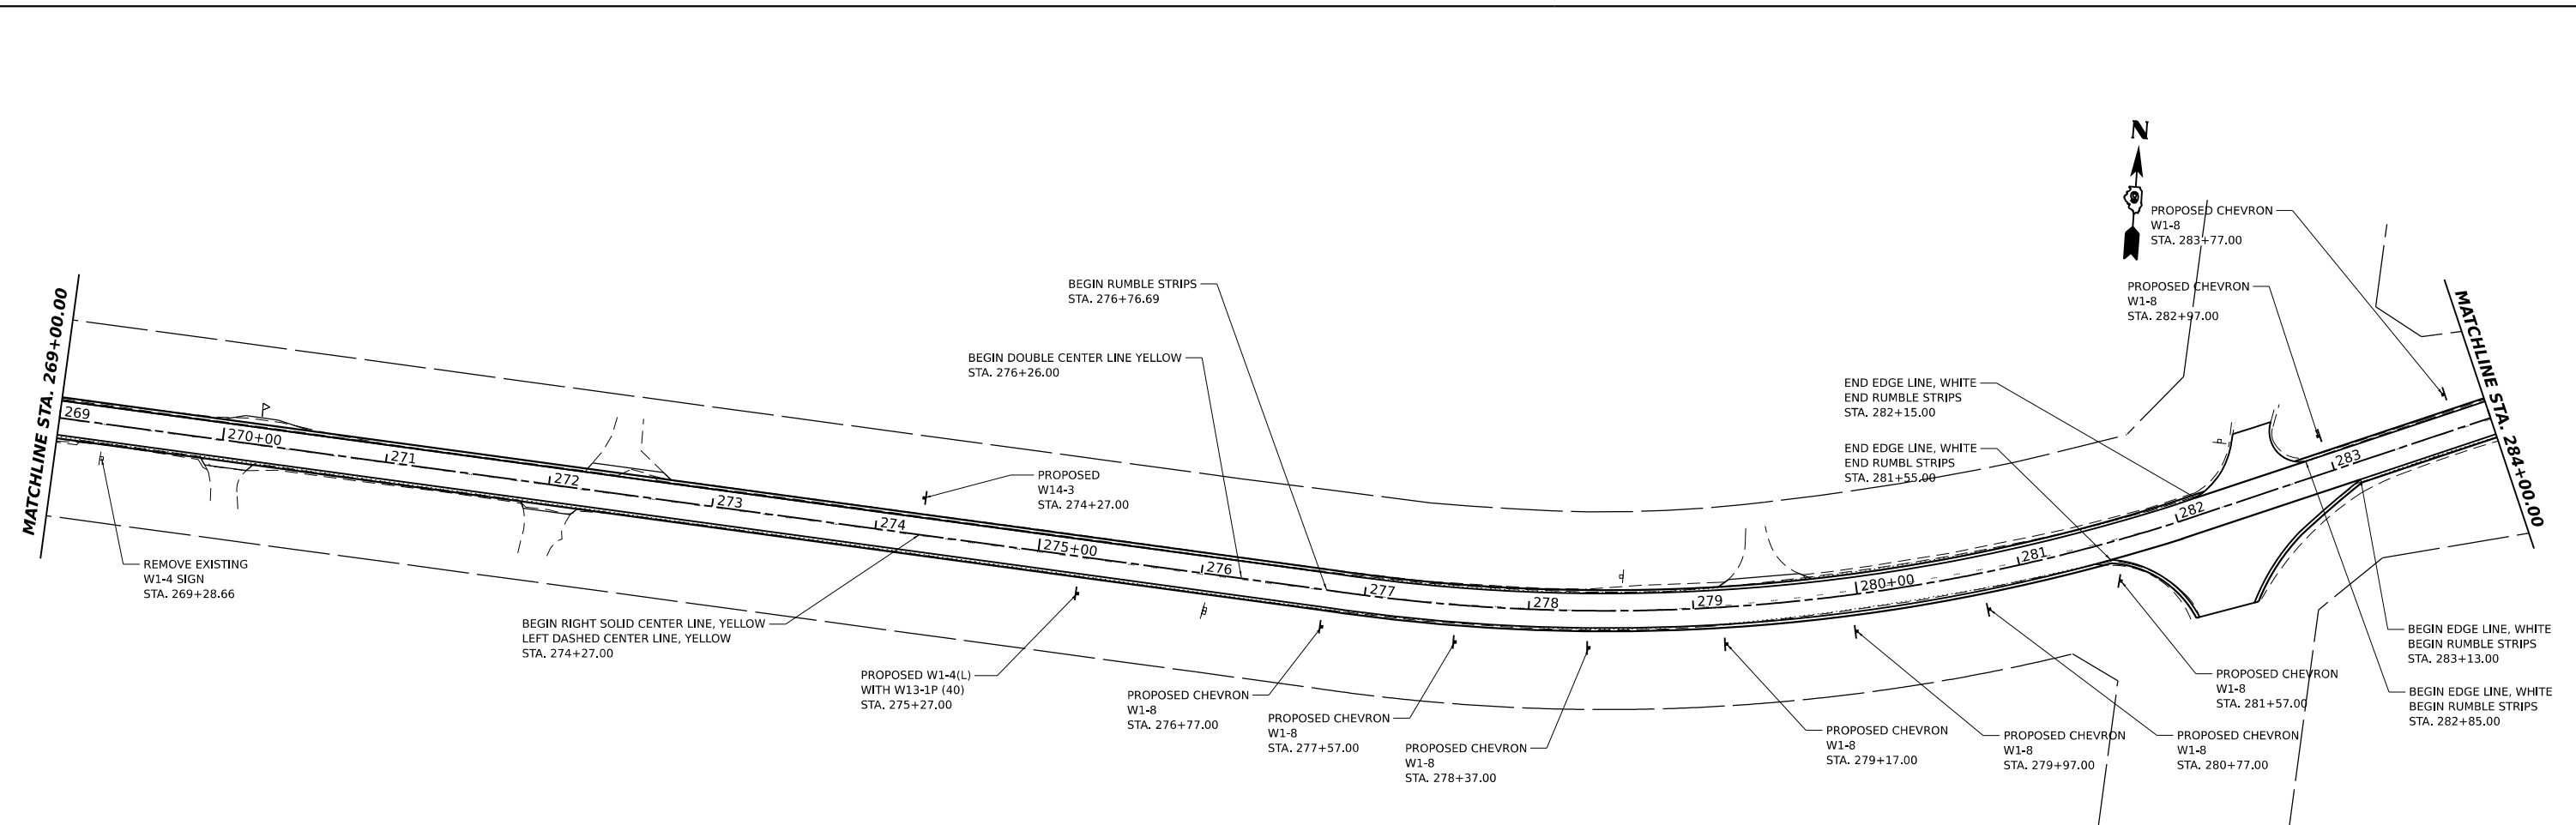 N
PROPOSED CHEVRON
W1-8
STA. 283+77.00
PROPOSED CHEVRON
W1-8
STA. 282+97.00
BEGIN RUMBLE STRIPS
STA. 276+76.69
BEGIN DOUBLE CENTER LINE YELLOW
STA. 276+26.00
END EDGE LINE, WHITE
END RUMBLE STRIPS
STA. 282+15.00
END EDGE LINE, WHITE
END RUMBL STRIPS
STA. 281+55.00
PROPOSED
W14-3
STA. 274+27.00
MATCHLINE STA. 269+00.00
269
270+00
271
272
273
274
275+00
276
277
278
279
280+00
281
282
283
MATCHLINE STA. 284+00.00
REMOVE EXISTING
W1-4 SIGN
STA. 269+28.66
BEGIN RIGHT SOLID CENTER LINE, YELLOW
LEFT DASHED CENTER LINE, YELLOW
STA. 274+27.00
PROPOSED W1-4(L)
WITH W13-1P (40)
STA. 275+27.00
PROPOSED CHEVRON
W1-8
STA. 276+77.00
PROPOSED CHEVRON
W1-8
STA. 277+57.00
PROPOSED CHEVRON
W1-8
STA. 278+37.00
PROPOSED CHEVRON
W1-8
STA. 279+17.00
PROPOSED CHEVRON
W1-8
STA. 279+97.00
PROPOSED CHEVRON
W1-8
STA. 280+77.00
PROPOSED CHEVRON
W1-8
STA. 281+57.00
BEGIN EDGE LINE, WHITE
BEGIN RUMBLE STRIPS
STA. 283+13.00
BEGIN EDGE LINE, WHITE
BEGIN RUMBLE STRIPS
STA. 282+85.00